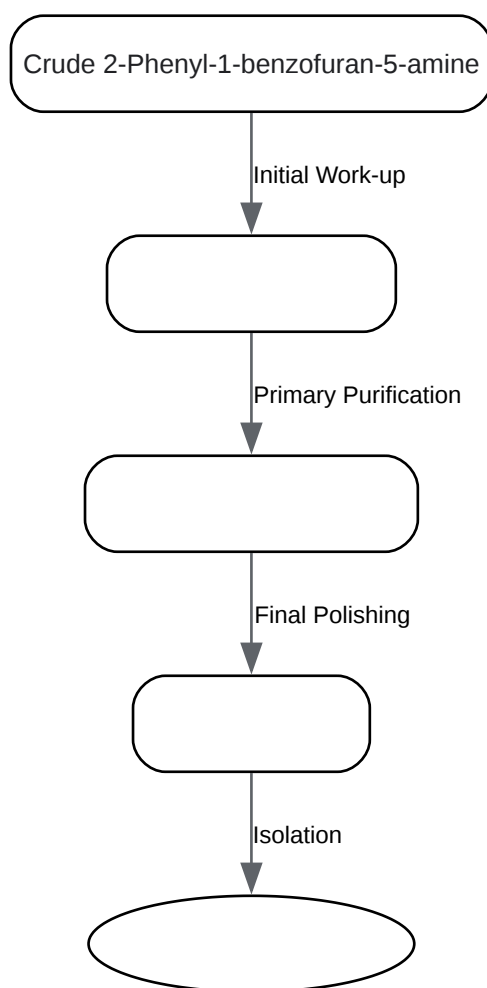 Crude 2-Phenyl-1-benzofuran-5-amine
Initial Work-up
Primary Purification
Final Polishing
Isolation